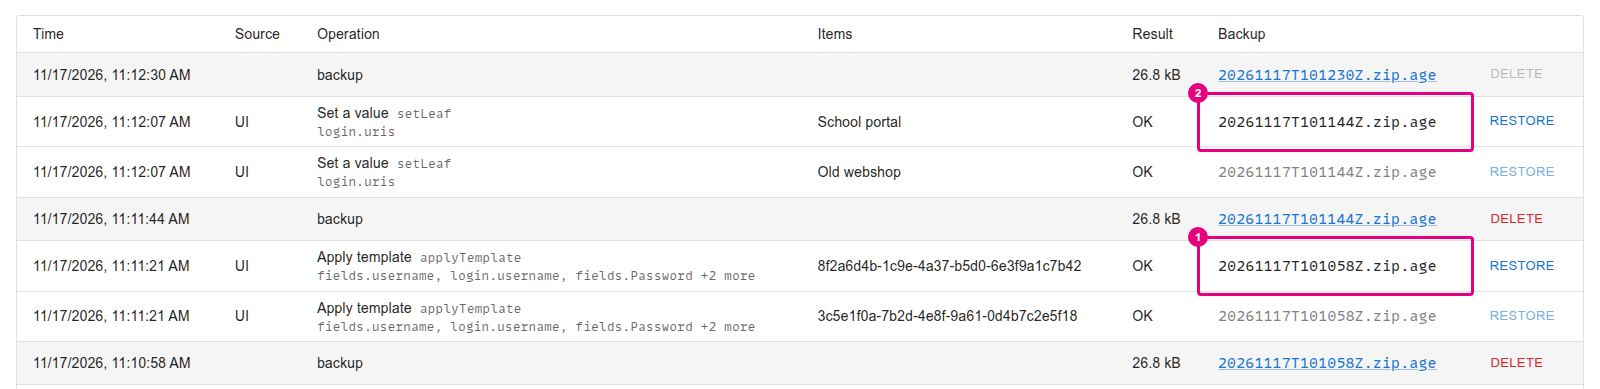 Time Source Operation Items Result Backup
11/17/2026, 11:12:30 AM backup 26.8 kB 20261117T101230Z.zip.age DELETE
2
11/17/2026, 11:12:07 AM UI Set a value setLeaf School portal OK 20261117T101144Z.zip.age RESTORE
login.uris
11/17/2026, 11:12:07 AM UI Set a value setLeaf Old webshop OK 20261117T101144Z.zip.age RESTORE
login.uris
11/17/2026, 11:11:44 AM backup 26.8 kB 20261117T101144Z.zip.age DELETE
1
11/17/2026, 11:11:21 AM UI Apply template applyTemplate 8f2a6d4b-1c9e-4a37-b5d0-6e3f9a1c7b42 OK 20261117T101058Z.zip.age RESTORE
fields.username, login.username, fields.Password +2 more
11/17/2026, 11:11:21 AM UI Apply template applyTemplate 3c5e1f0a-7b2d-4e8f-9a61-0d4b7c2e5f18 OK 20261117T101058Z.zip.age RESTORE
fields.username, login.username, fields.Password +2 more
11/17/2026, 11:10:58 AM backup 26.8 kB 20261117T101058Z.zip.age DELETE